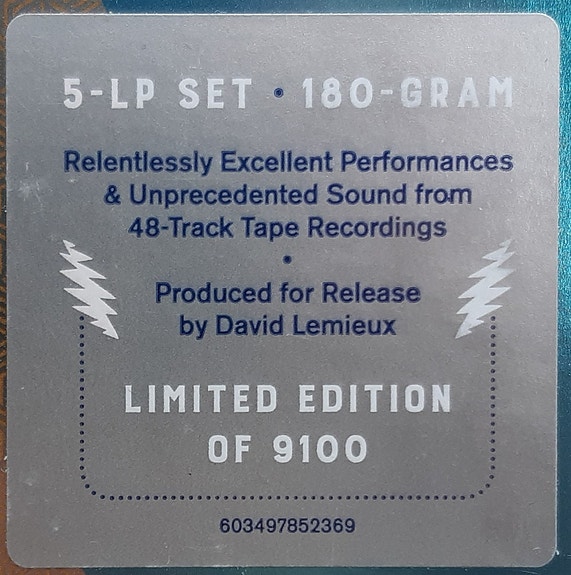 5-LP SET • 180-GRAM
Relentlessly Excellent Performances
& Unprecedented Sound from
48-Track Tape Recordings
•
Produced for Release
by David Lemieux
LIMITED EDITION
OF 9100
603497852369